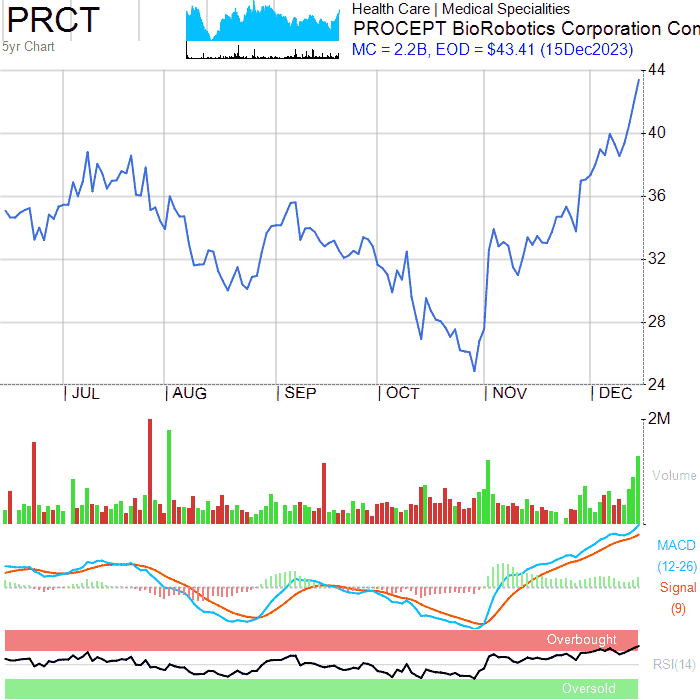 PRCT
5yr Chart
Health Care | Medical Specialities
PROCEPT BioRobotics Corporation Con
MC = 2.2B, EOD = $43.41 (15Dec2023)
44
40
36
32
28
24
JUL AUG SEP OCT NOV DEC
2M
Volume
MACD
(12-26)
Signal
(9)
Overbought
RSI(14)
Oversold